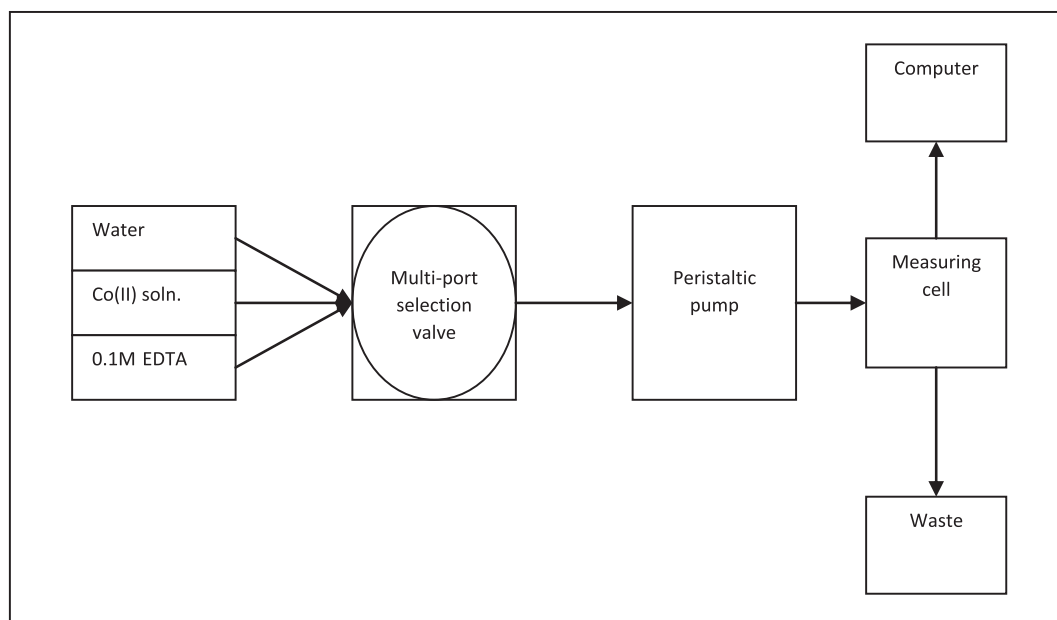 Water
Co(II) soln.
0.1M EDTA
Multi-port
selection
valve
Peristaltic
pump
Computer
Measuring
cell
Waste